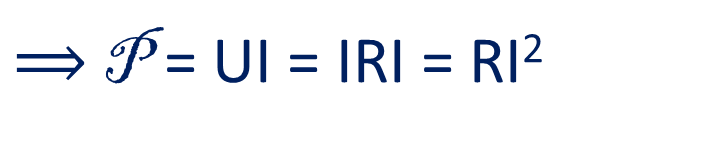 ⟹ 𝒫 = UI = IRI = RI²